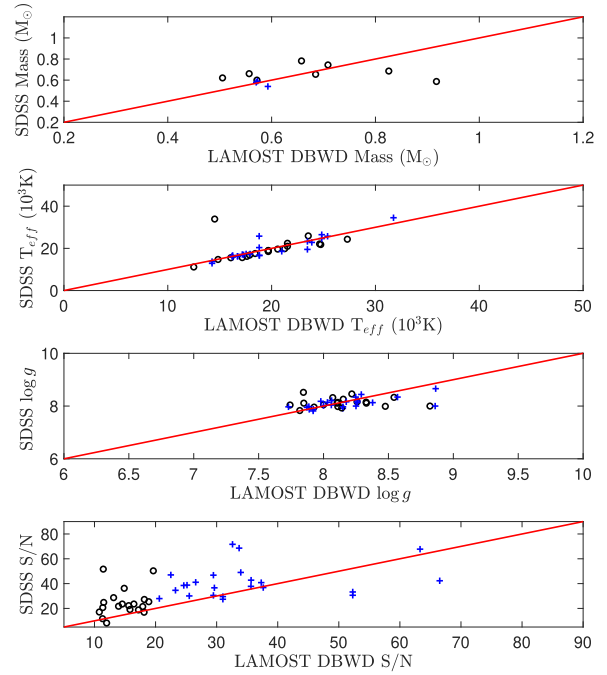 SDSS Mass (M⊙)
1
0.8
0.6
0.4
0.2
0.2 0.4 0.6 0.8 1 1.2
LAMOST DBWD Mass (M⊙)
SDSS T_eff (10³K)
40
20
0
0 10 20 30 40 50
LAMOST DBWD T_eff (10³K)
SDSS log g
10
8
6
6 6.5 7 7.5 8 8.5 9 9.5 10
LAMOST DBWD log g
SDSS S/N
80
60
40
20
10 20 30 40 50 60 70 80 90
LAMOST DBWD S/N